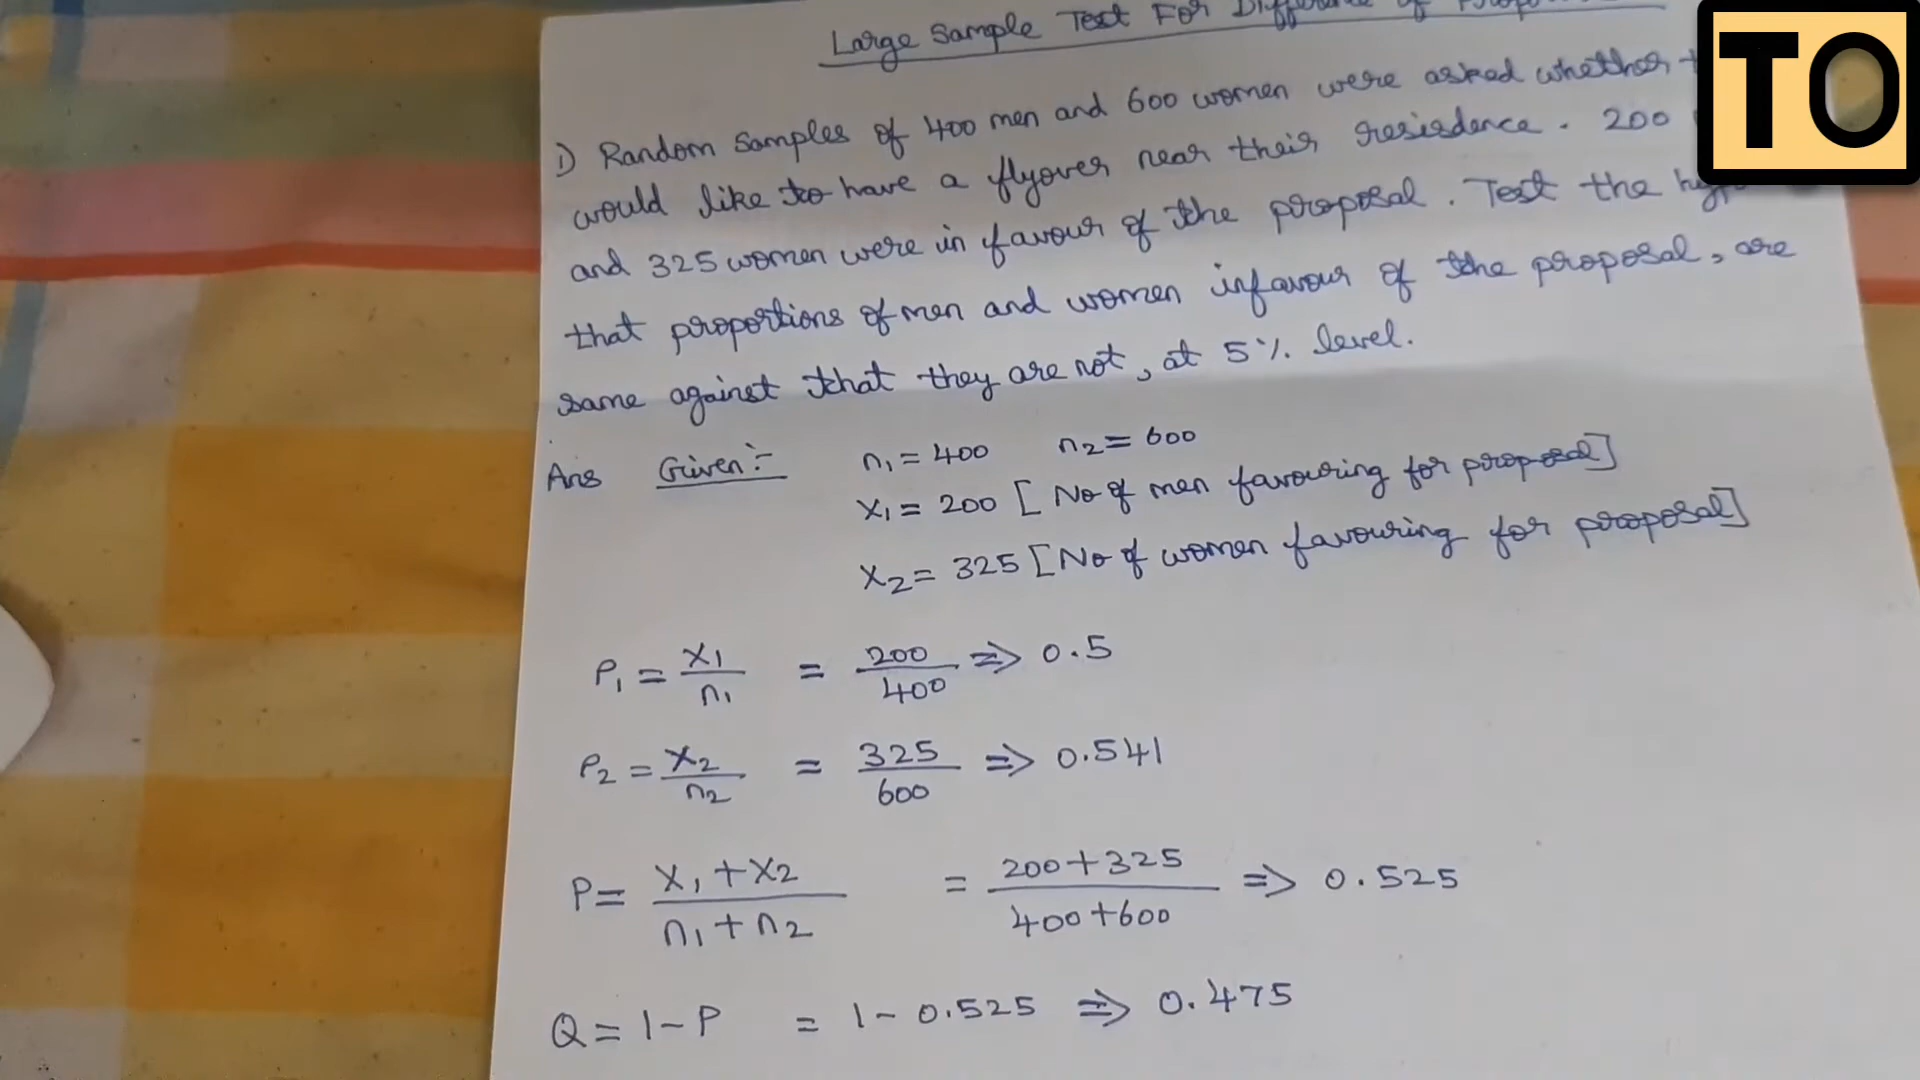 Large Sample Test For Difference of
TO
1) Random Samples of 400 men and 600 women were asked whether
would like to have a flyover near their resisdence. 200
and 325 women were in favour of the proposal. Test the
that proportions of men and women infavour of the proposal, are
same against that they are not, at 5%. level.
Ans Given:- n1 = 400 n2 = 600
X1 = 200 [No of men favouring for proposal]
X2 = 325 [No of women favouring for proposal]
P1 = X1/n1 = 200/400 => 0.5
P2 = X2/n2 = 325/600 => 0.541
P = X1+X2/n1+n2 = 200+325/400+600 => 0.525
Q = 1-P = 1-0.525 => 0.475